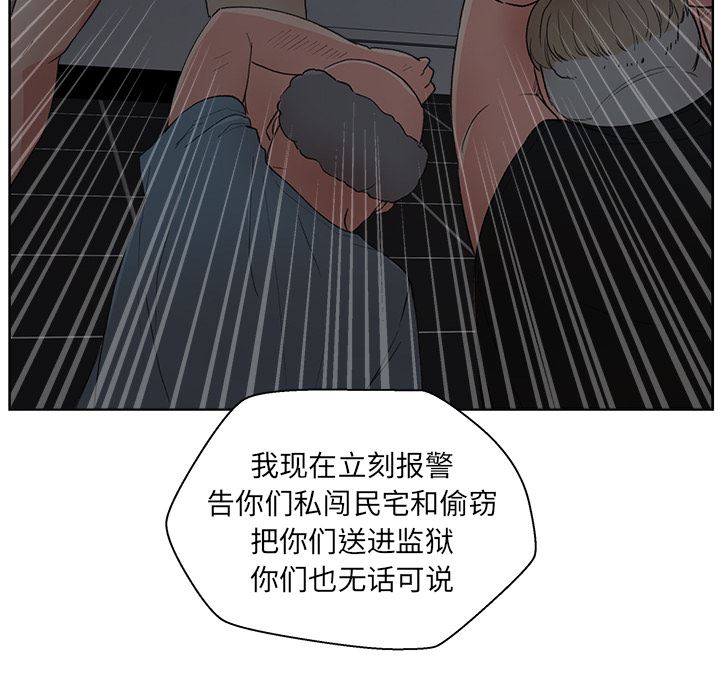 我现在立刻报警
告你们私闯民宅和偷窃
把你们送进监狱
你们也无话可说